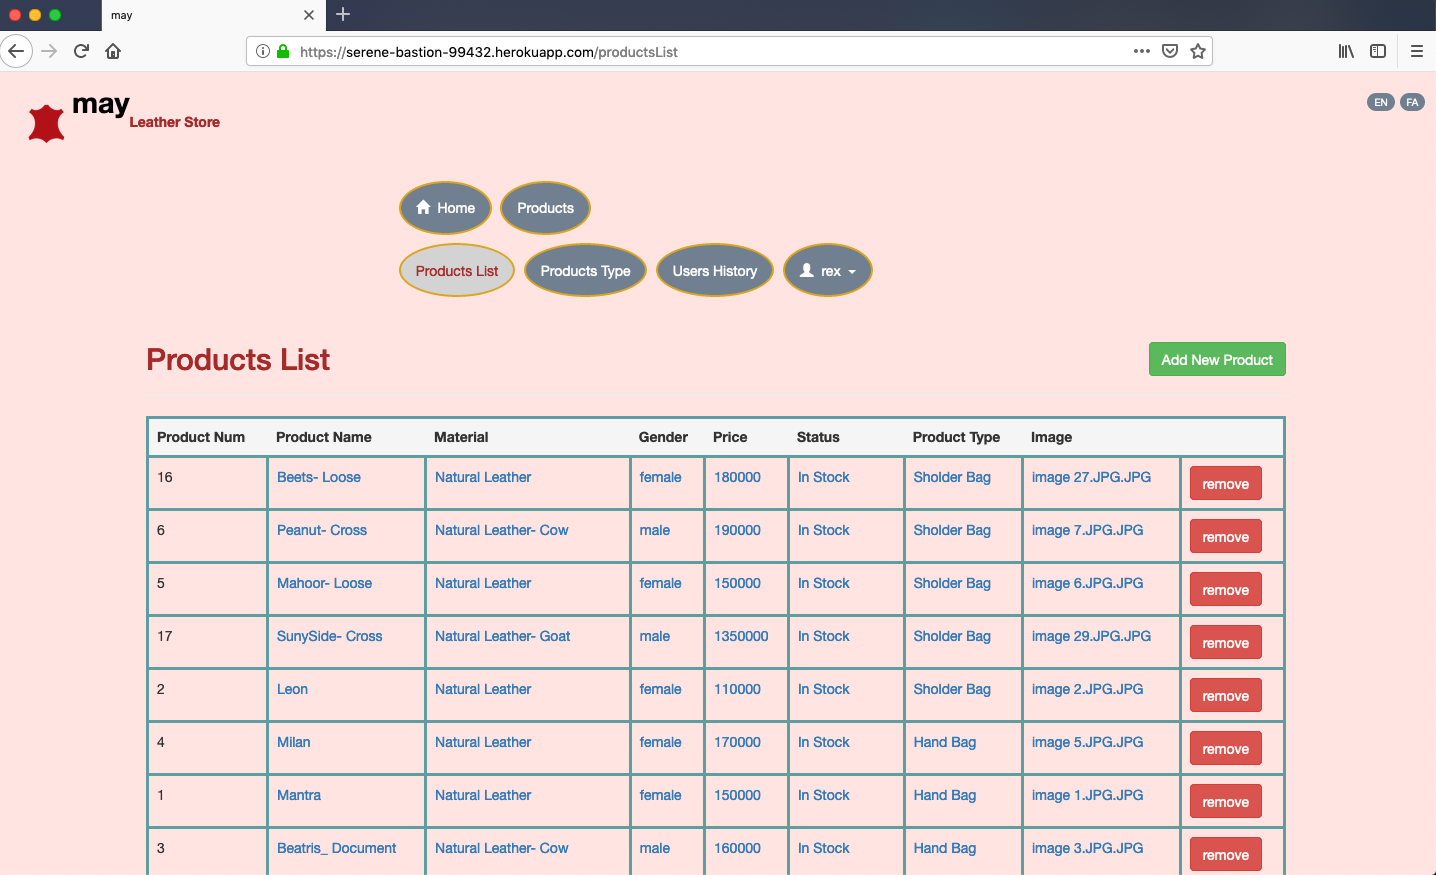 may
https://serene-bastion-99432.herokuapp.com/productsList
may
Leather Store
EN FA
Home Products
Products List Products Type Users History rex
Products List
Add New Product
Product Num Product Name Material Gender Price Status Product Type Image
16 Beets- Loose Natural Leather female 180000 In Stock Sholder Bag image 27.JPG.JPG remove
6 Peanut- Cross Natural Leather- Cow male 190000 In Stock Sholder Bag image 7.JPG.JPG remove
5 Mahoor- Loose Natural Leather female 150000 In Stock Sholder Bag image 6.JPG.JPG remove
17 SunySide- Cross Natural Leather- Goat male 1350000 In Stock Sholder Bag image 29.JPG.JPG remove
2 Leon Natural Leather female 110000 In Stock Sholder Bag image 2.JPG.JPG remove
4 Milan Natural Leather female 170000 In Stock Hand Bag image 5.JPG.JPG remove
1 Mantra Natural Leather female 150000 In Stock Hand Bag image 1.JPG.JPG remove
3 Beatris_ Document Natural Leather- Cow male 160000 In Stock Hand Bag image 3.JPG.JPG remove